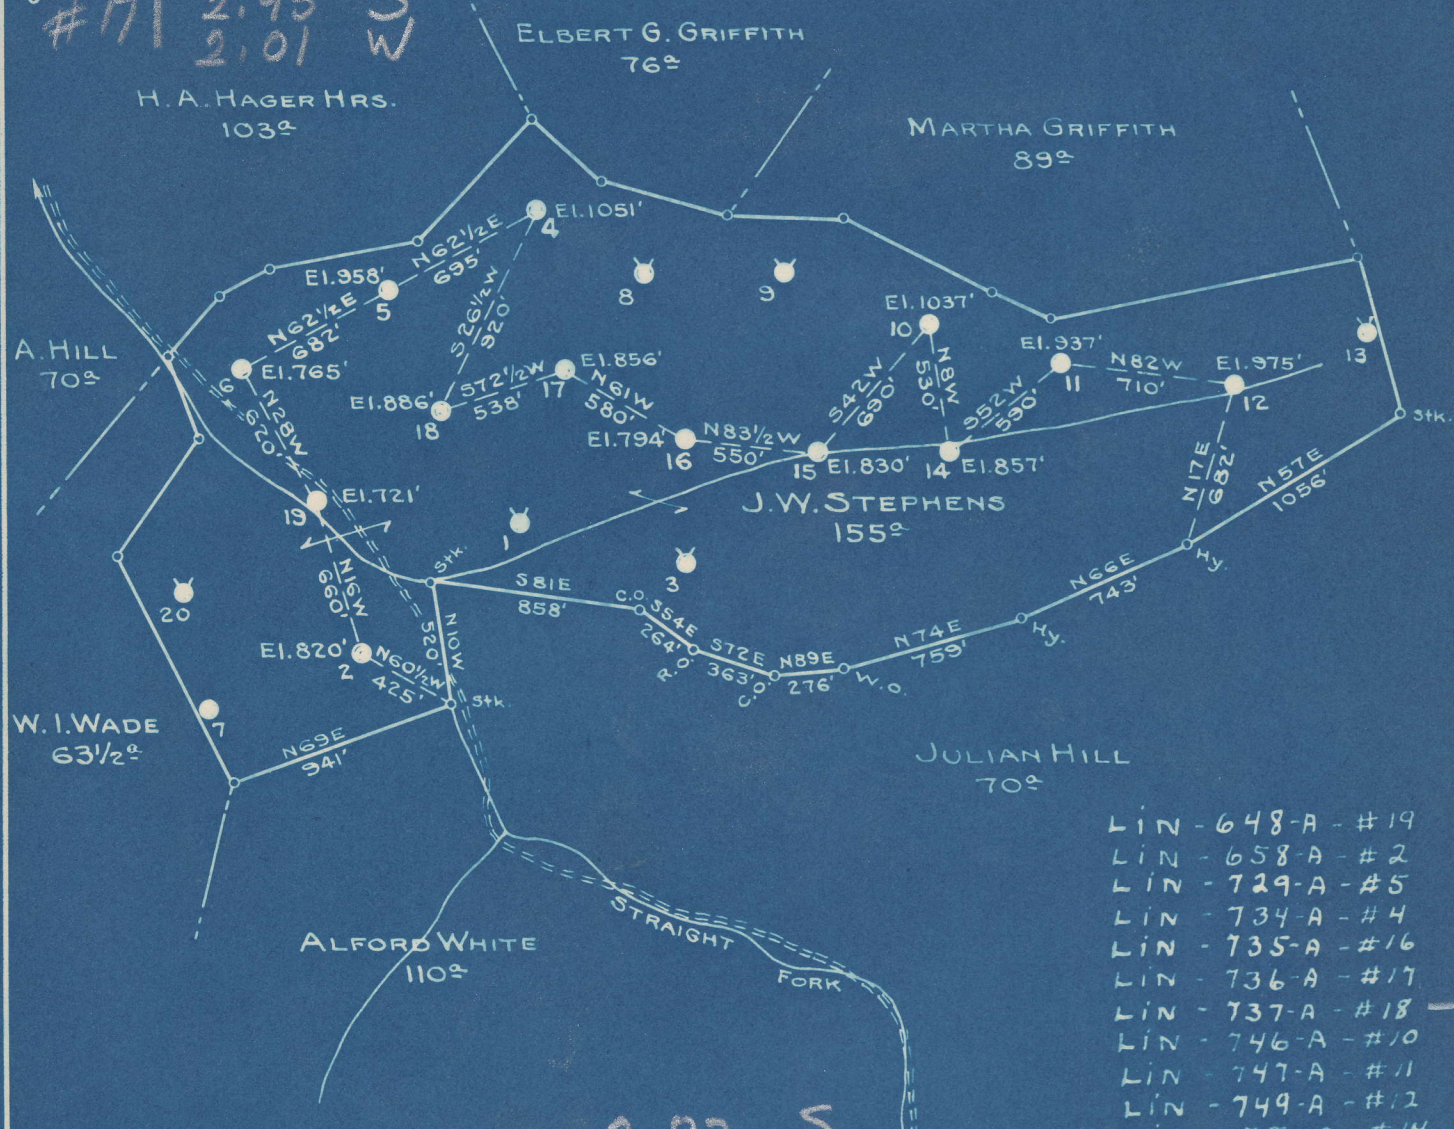 #17 2.95 S
2.01 W
ELBERT G. GRIFFITH
76a
H. A. HAGER HRS.
103a
MARTHA GRIFFITH
89a
A. HILL
70a
El.1051'
4
N62½E
695'
El.958'
5
N62½E
682'
6
El.765'
S26½W
920'
8
9
El.1037'
10
El.937'
11
N82W
710'
El.975'
12
13
Stk.
N28W
620'
El.886'
18
S72½W
538'
El.856'
17
N61W
580'
El.794'
16
N83½W
550'
15
El.830'
S42W
690'
N8W
530'
S52W
590'
14
El.857'
N17E
682'
N57E
1056'
J.W. STEPHENS
155a
19
El.721'
1
3
N16W
660'
20
El.820'
2
N60½W
425'
Stk.
N10W
520'
Stk.
S81E
858'
C.O.
S54E
264'
R.O.
S72E
363'
C.O.
N89E
276'
W.O.
N74E
759'
Hy.
N66E
743'
Hy.
7
N69E
941'
W. I. WADE
63½a
JULIAN HILL
70a
ALFORD WHITE
110a
STRAIGHT
FORK
LIN - 648-A - #19
LIN - 658-A - #2
LIN - 729-A - #5
LIN - 734-A - #4
LIN - 735-A - #16
LIN - 736-A - #17
LIN - 737-A - #18
LIN - 746-A - #10
LIN - 747-A - #11
LIN - 749-A - #12
S